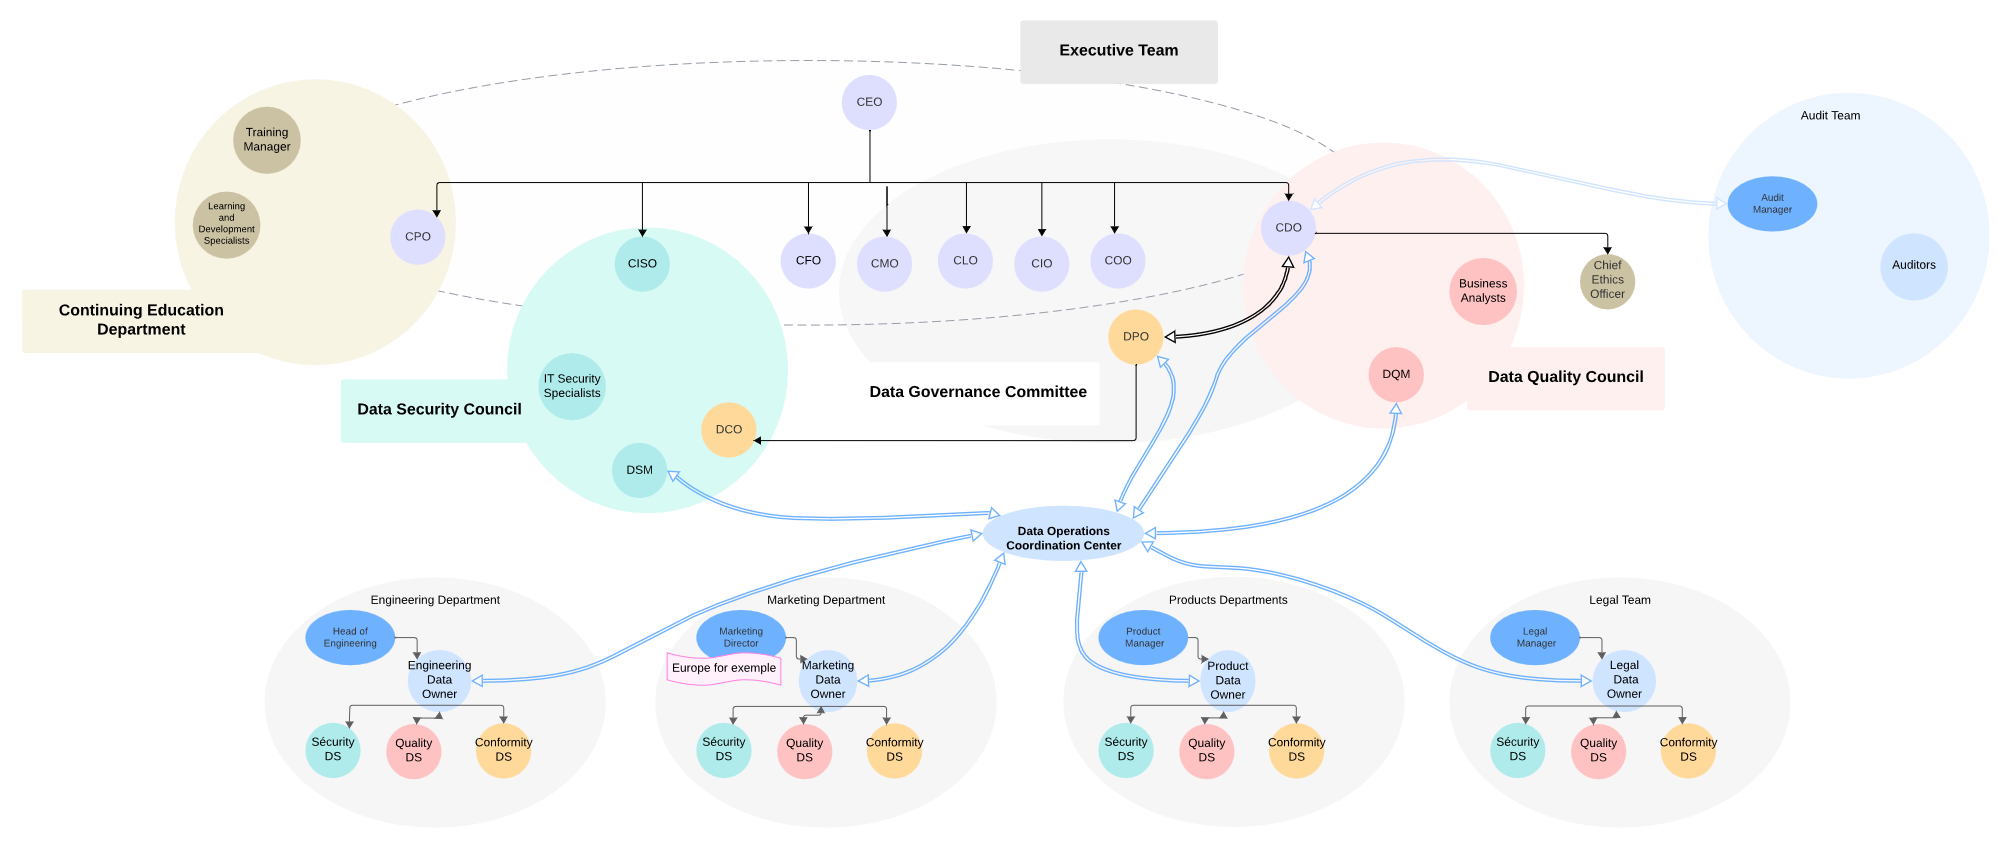 Executive Team
CEO
Audit Team
Training
Manager
Learning
and
Development
Specialists
CPO
Continuing Education
Department
CISO
CFO
CMO
CLO
CIO
COO
CDO
Chief
Ethics
Officer
Audit
Manager
Auditors
Business
Analysts
DPO
DQM
Data Quality Council
Data Governance Committee
IT Security
Specialists
Data Security Council
DCO
DSM
Data Operations
Coordination Center
Engineering Department
Head of
Engineering
Engineering
Data
Owner
Sécurity
DS
Quality
DS
Conformity
DS
Marketing Department
Marketing
Director
Europe for exemple
Marketing
Data
Owner
Sécurity
DS
Quality
DS
Conformity
DS
Products Departments
Product
Manager
Product
Data
Owner
Sécurity
DS
Quality
DS
Conformity
DS
Legal Team
Legal
Manager
Legal
Data
Owner
Sécurity
DS
Quality
DS
Conformity
DS